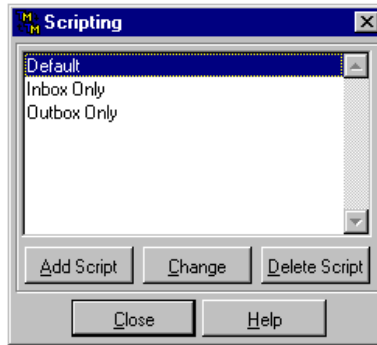 Scripting
Default
Inbox Only
Outbox Only
Add Script Change Delete Script
Close Help